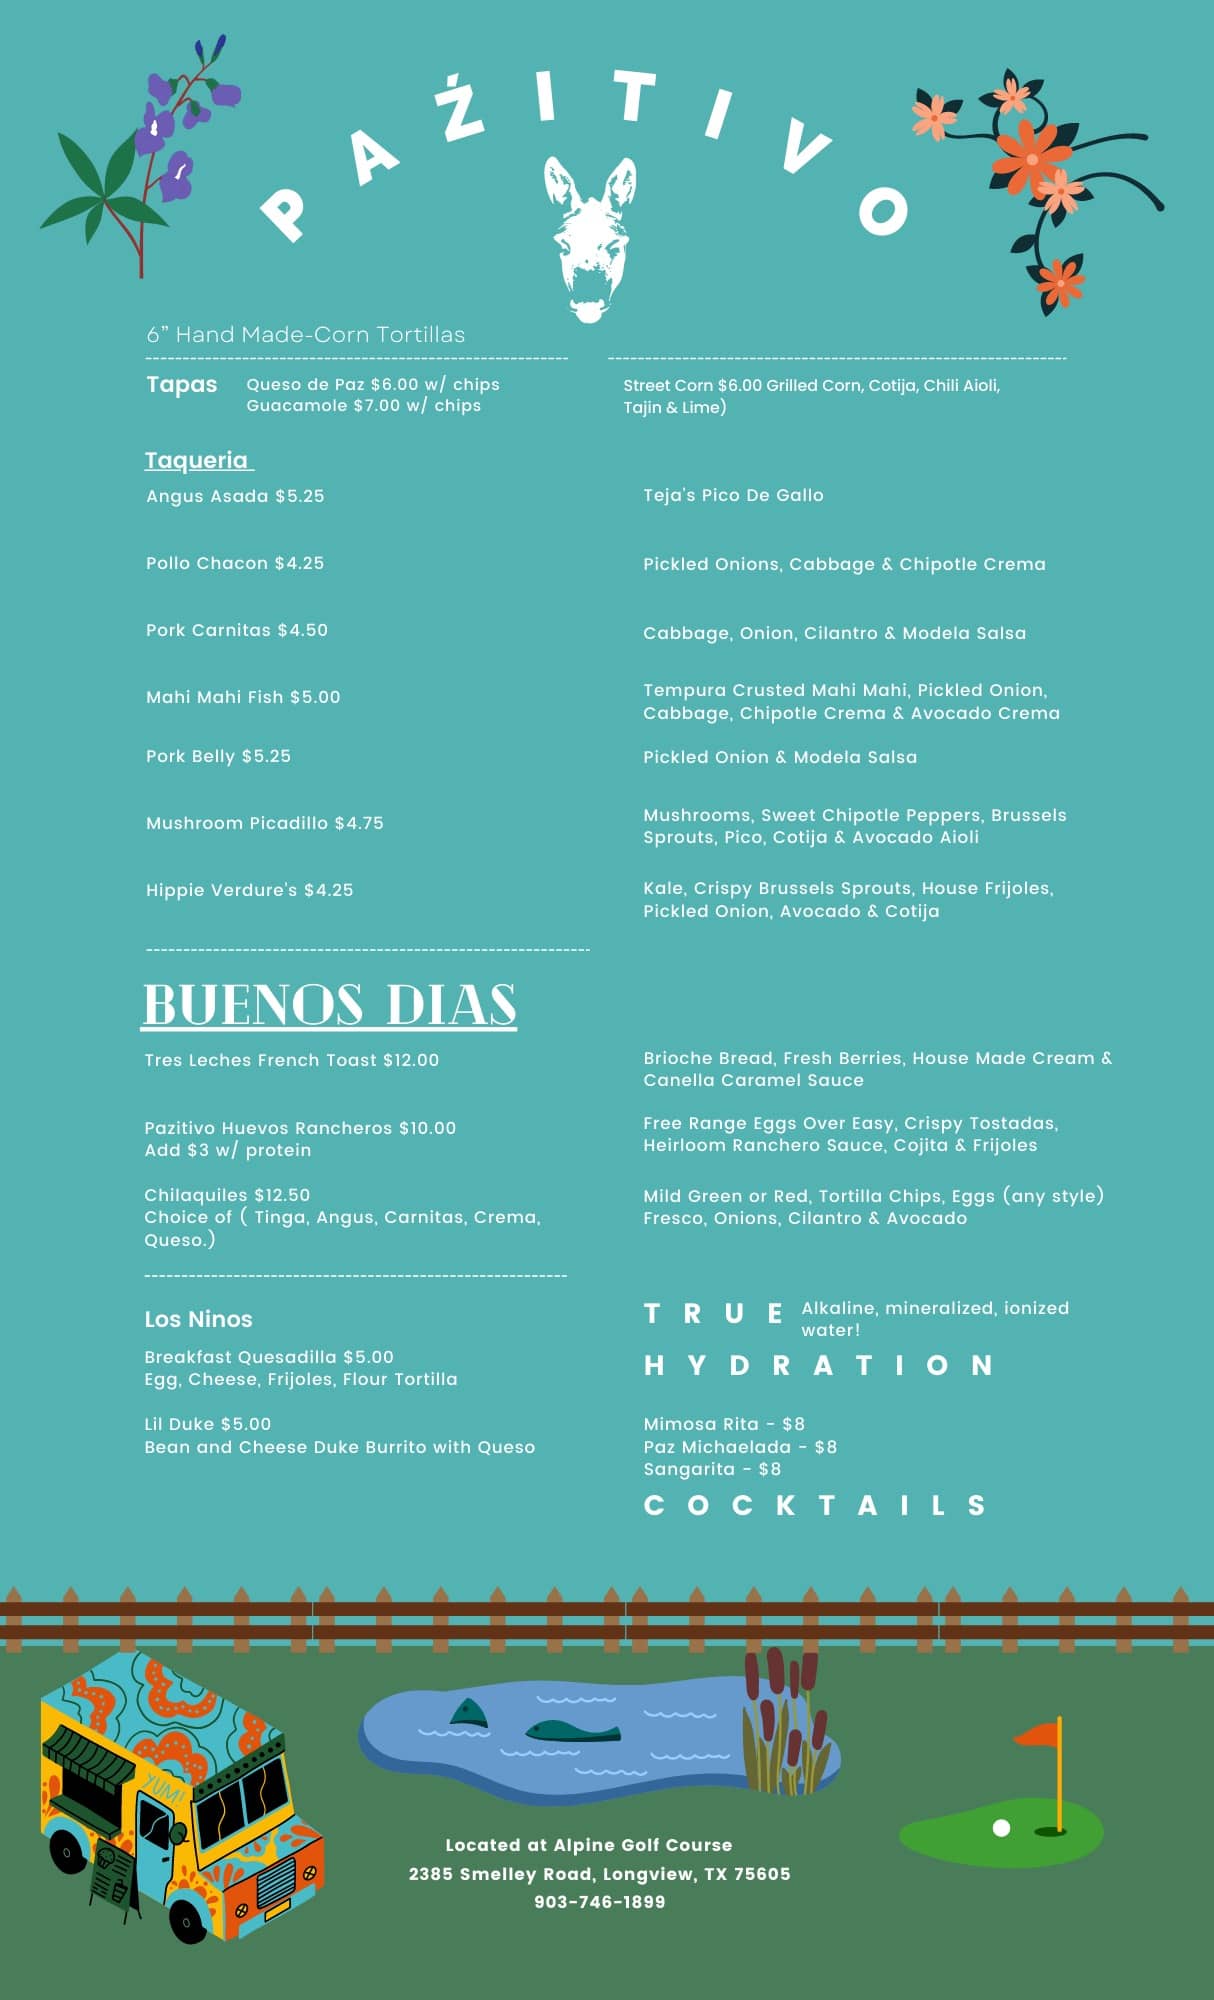 PAŹITIVO
6” Hand Made-Corn Tortillas
Tapas
Queso de Paz $6.00 w/ chips
Guacamole $7.00 w/ chips
Street Corn $6.00 Grilled Corn, Cotija, Chili Aioli,
Tajin & Lime)
Taqueria
Angus Asada $5.25
Teja's Pico De Gallo
Pollo Chacon $4.25
Pickled Onions, Cabbage & Chipotle Crema
Pork Carnitas $4.50
Cabbage, Onion, Cilantro & Modela Salsa
Mahi Mahi Fish $5.00
Tempura Crusted Mahi Mahi, Pickled Onion,
Cabbage, Chipotle Crema & Avocado Crema
Pork Belly $5.25
Pickled Onion & Modela Salsa
Mushroom Picadillo $4.75
Mushrooms, Sweet Chipotle Peppers, Brussels
Sprouts, Pico, Cotija & Avocado Aioli
Hippie Verdure's $4.25
Kale, Crispy Brussels Sprouts, House Frijoles,
Pickled Onion, Avocado & Cotija
BUENOS DIAS
Tres Leches French Toast $12.00
Brioche Bread, Fresh Berries, House Made Cream &
Canella Caramel Sauce
Pazitivo Huevos Rancheros $10.00
Add $3 w/ protein
Free Range Eggs Over Easy, Crispy Tostadas,
Heirloom Ranchero Sauce, Cojita & Frijoles
Chilaquiles $12.50
Choice of ( Tinga, Angus, Carnitas, Crema,
Queso.)
Mild Green or Red, Tortilla Chips, Eggs (any style)
Fresco, Onions, Cilantro & Avocado
Los Ninos
Breakfast Quesadilla $5.00
Egg, Cheese, Frijoles, Flour Tortilla
Lil Duke $5.00
Bean and Cheese Duke Burrito with Queso
TRUE
Alkaline, mineralized, ionized
water!
HYDRATION
Mimosa Rita - $8
Paz Michaelada - $8
Sangarita - $8
COCKTAILS
YUM!
Located at Alpine Golf Course
2385 Smelley Road, Longview, TX 75605
903-746-1899